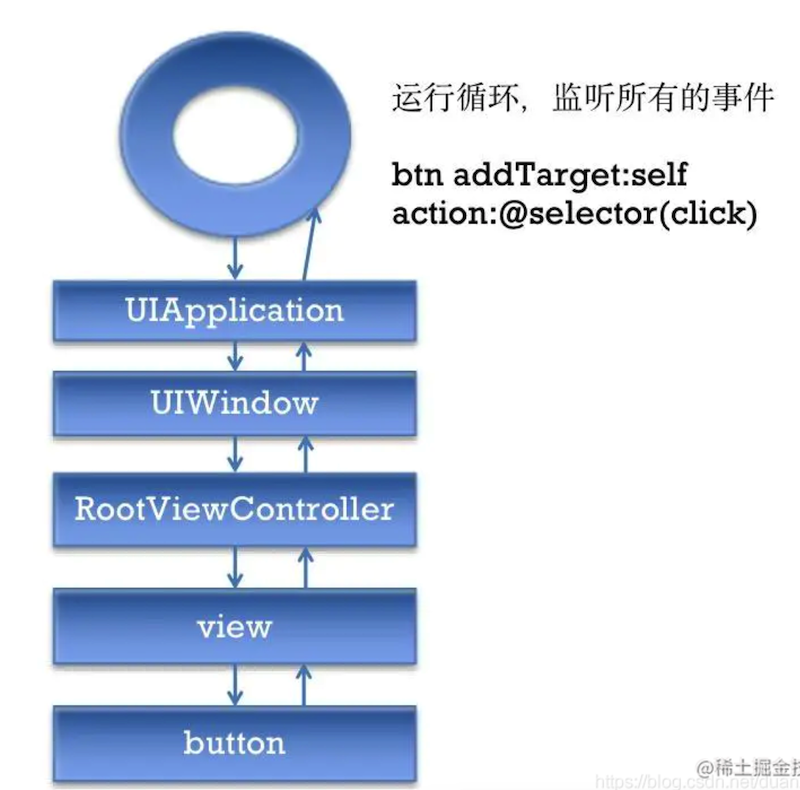 运行循环，监听所有的事件
btn addTarget:self
action:@selector(click)
UIApplication
UIWindow
RootViewController
view
button
@稀土掘金技
https://blog.csdn.net/duan